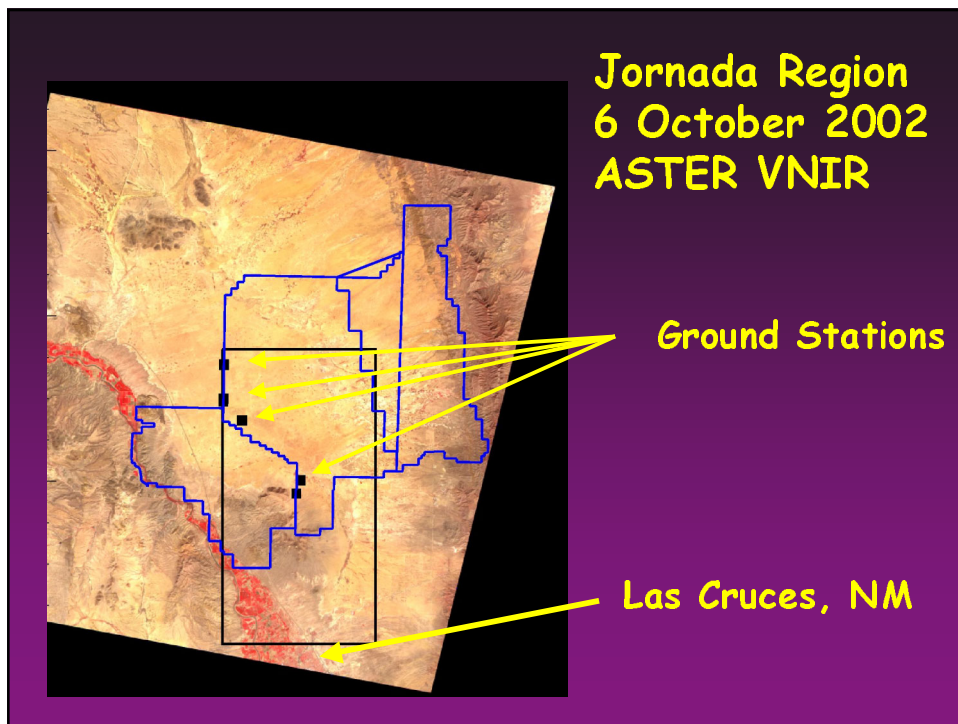 Jornada Region
6 October 2002
ASTER VNIR
Ground Stations
Las Cruces, NM